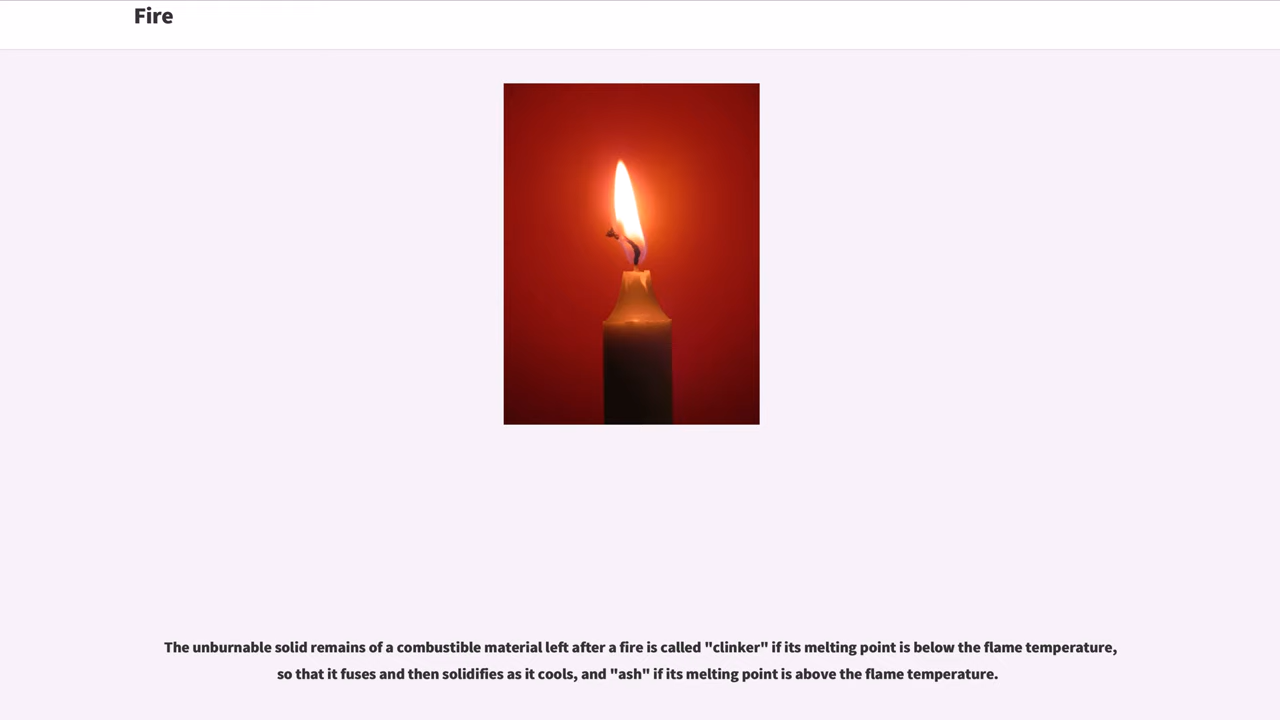 Fire
The unburnable solid remains of a combustible material left after a fire is called "clinker" if its melting point is below the flame temperature,
so that it fuses and then solidifies as it cools, and "ash" if its melting point is above the flame temperature.